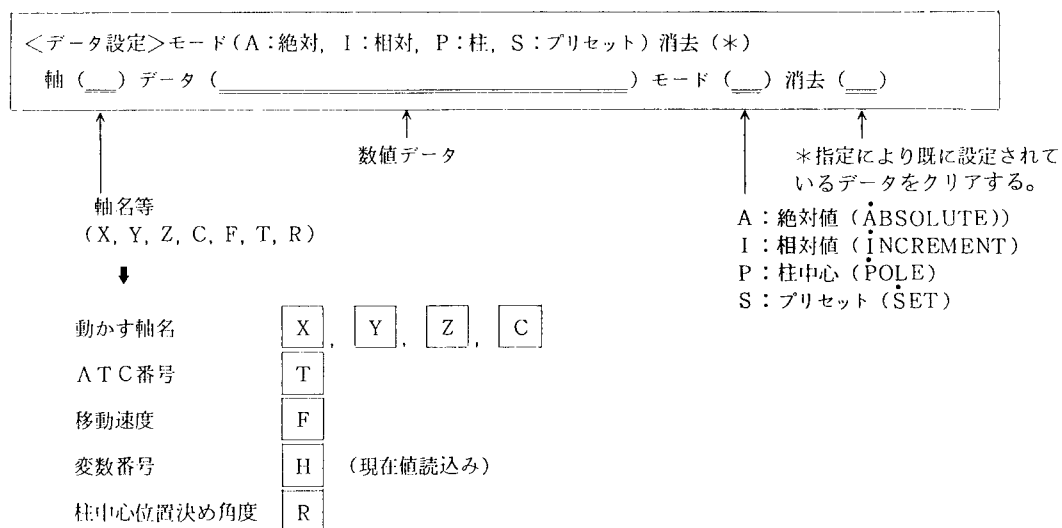 <データ設定>モード(A:絶対, I:相対, P:柱, S:プリセット)消去(*)
軸(__)データ(____________________)モード(__)消去(__)
数値データ
*指定により既に設定されて
いるデータをクリアする。
軸名等
(X, Y, Z, C, F, T, R)
A:絶対値(ABSOLUTE))
I:相対値(INCREMENT)
P:柱中心(POLE)
S:プリセット(SET)
動かす軸名 X, Y, Z, C
ATC番号 T
移動速度 F
変数番号 H (現在値読込み)
柱中心位置決め角度 R